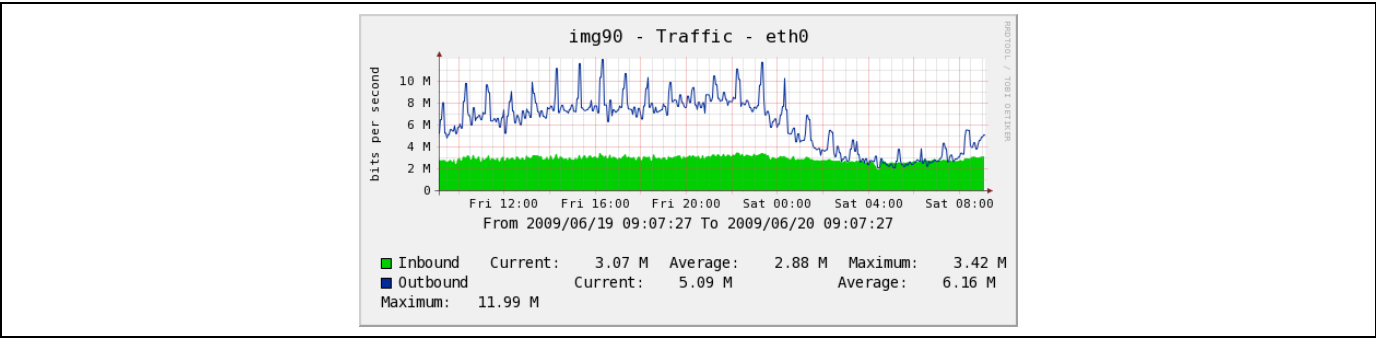 img90 - Traffic - eth0
RRDTOOL / TOBI OETIKER
bits per second
10 M
8 M
6 M
4 M
2 M
0
Fri 12:00 Fri 16:00 Fri 20:00 Sat 00:00 Sat 04:00 Sat 08:00
From 2009/06/19 09:07:27 To 2009/06/20 09:07:27
Inbound Current: 3.07 M Average: 2.88 M Maximum: 3.42 M
Outbound Current: 5.09 M Average: 6.16 M
Maximum: 11.99 M